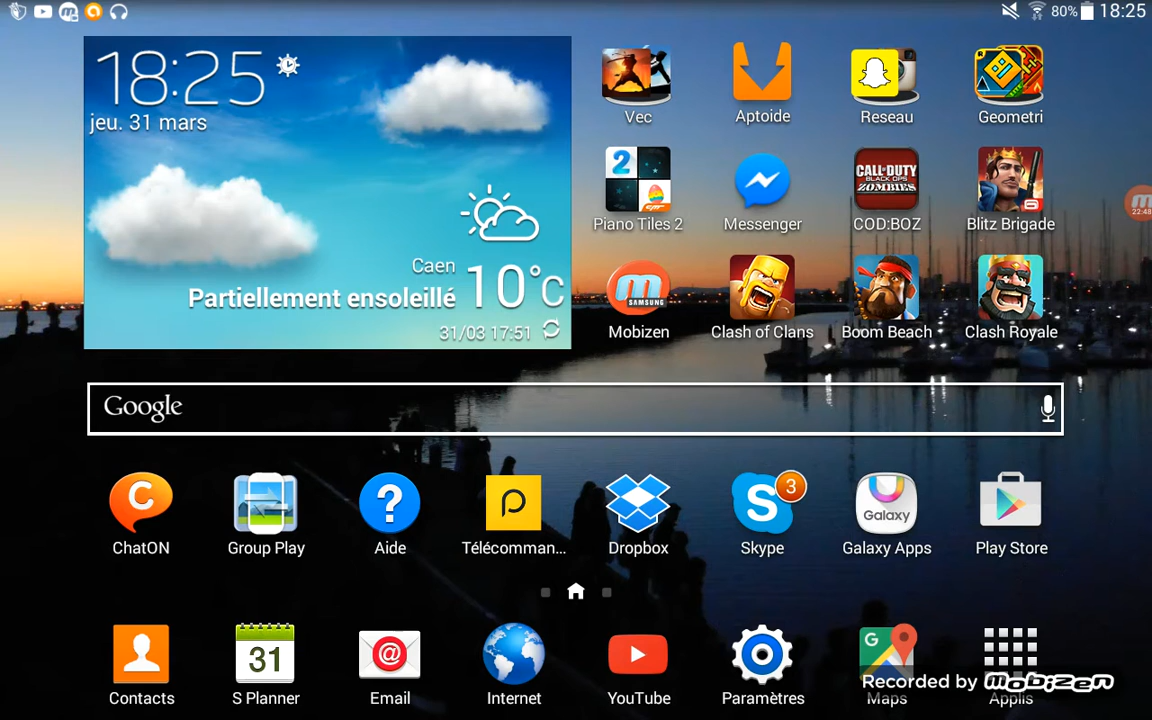 80% 18:25
18:25
jeu. 31 mars
Caen
10°C
Partiellement ensoleillé
31/03 17:51
Vec
Aptoide
Reseau
Geometri
2
Piano Tiles 2
Messenger
CALL OF DUTY
BLACK OPS
ZOMBIES
COD:BOZ
Blitz Brigade
22:48
SAMSUNG
Mobizen
Clash of Clans
Boom Beach
Clash Royale
Google
C
ChatON
Group Play
?
Aide
Télécomman...
Dropbox
S 3
Skype
Galaxy
Galaxy Apps
Play Store
Contacts
31
S Planner
@
Email
Internet
YouTube
Paramètres
G
Maps
Applis
Recorded by mobizen